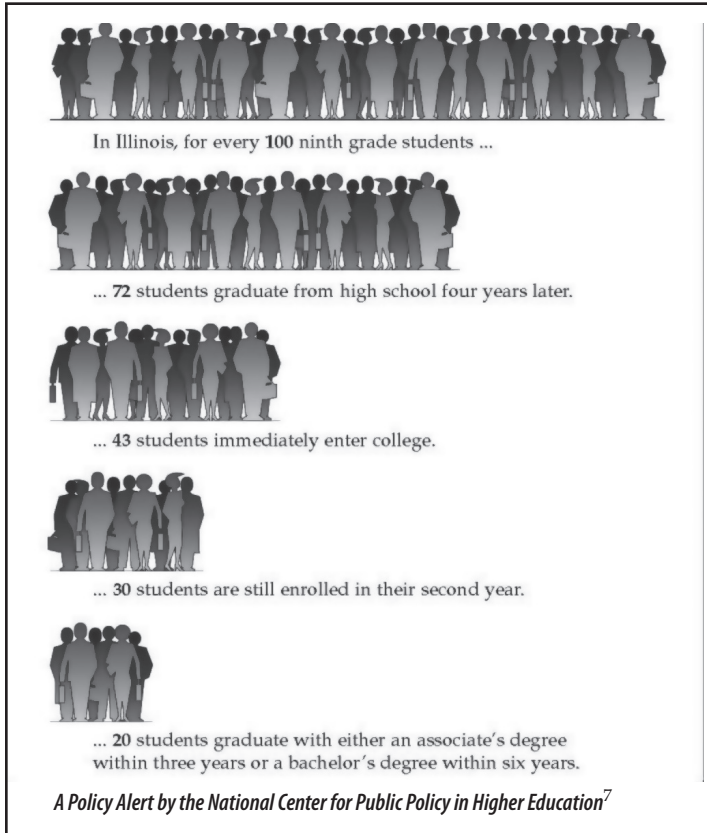 In Illinois, for every 100 ninth grade students ...
... 72 students graduate from high school four years later.
... 43 students immediately enter college.
... 30 students are still enrolled in their second year.
... 20 students graduate with either an associate's degree
within three years or a bachelor's degree within six years.
A Policy Alert by the National Center for Public Policy in Higher Education7